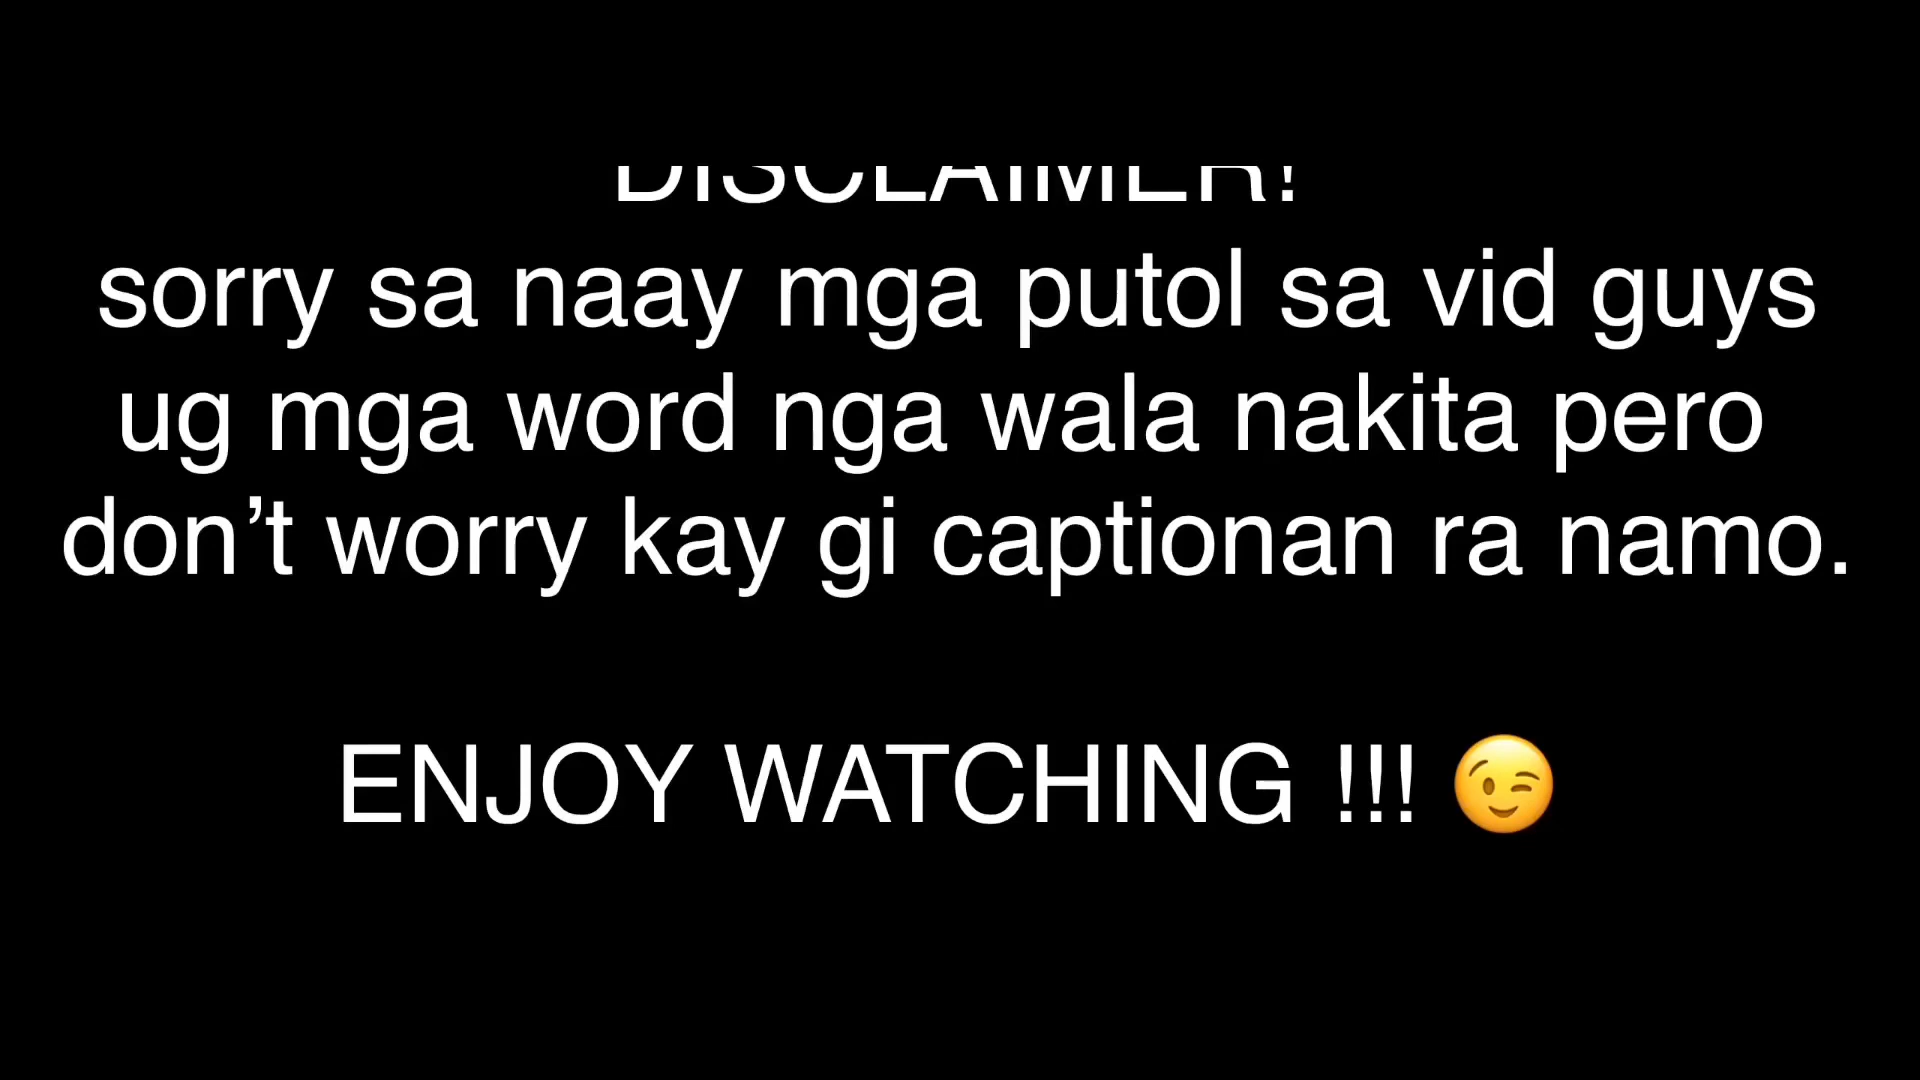 DISCLAIMER!
sorry sa naay mga putol sa vid guys
ug mga word nga wala nakita pero
don’t worry kay gi captionan ra namo.
ENJOY WATCHING !!! 😉